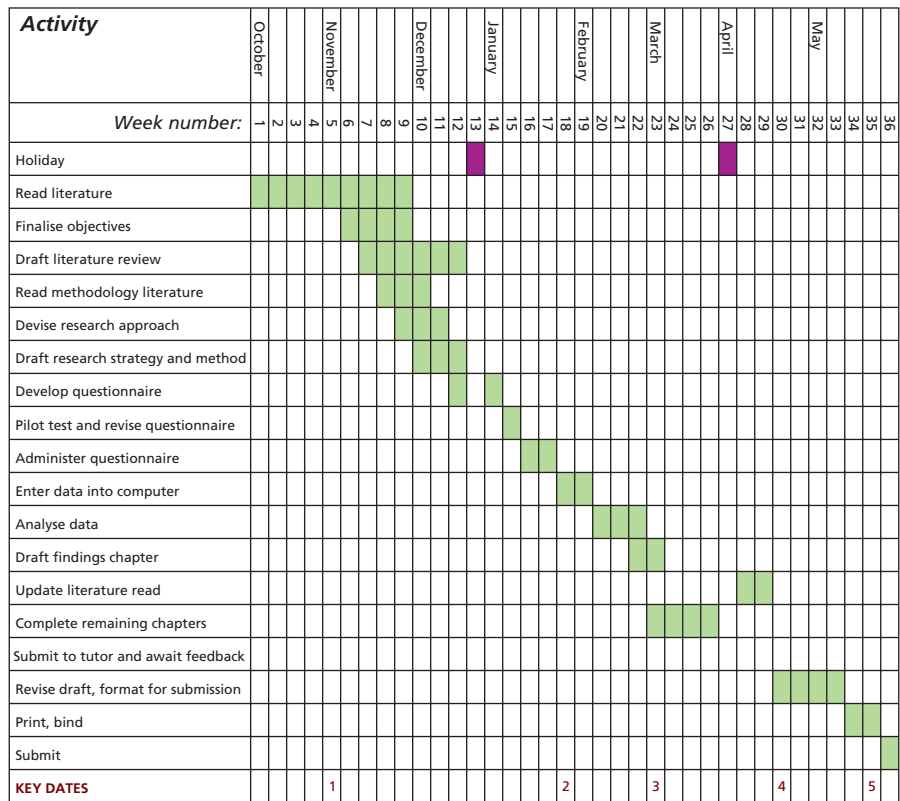 Activity
October
November
December
January
February
March
April
May
Week number:
1 2 3 4 5 6 7 8 9 10 11 12 13 14 15 16 17 18 19 20 21 22 23 24 25 26 27 28 29 30 31 32 33 34 35 36
Holiday
Read literature
Finalise objectives
Draft literature review
Read methodology literature
Devise research approach
Draft research strategy and method
Develop questionnaire
Pilot test and revise questionnaire
Administer questionnaire
Enter data into computer
Analyse data
Draft findings chapter
Update literature read
Complete remaining chapters
Submit to tutor and await feedback
Revise draft, format for submission
Print, bind
Submit
KEY DATES 1 2 3 4 5